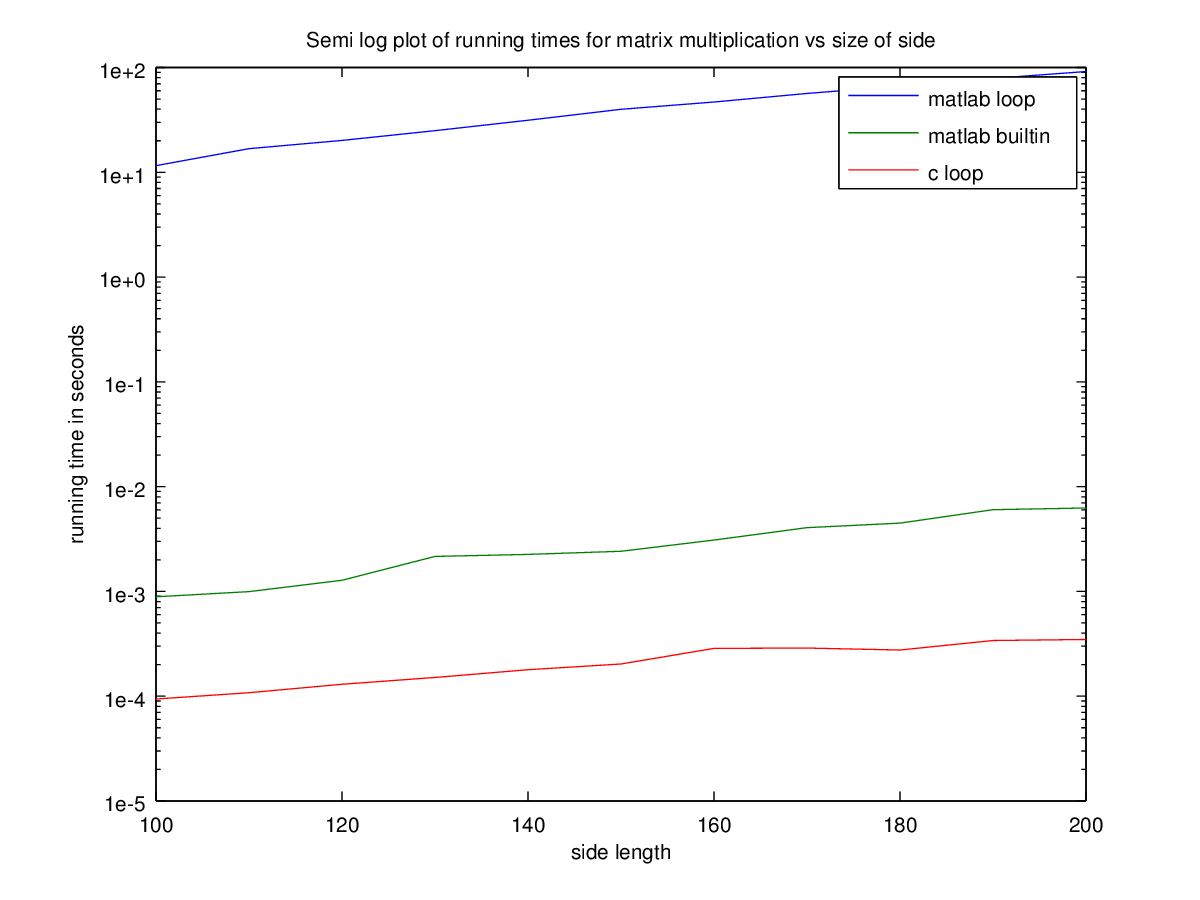 Semi log plot of running times for matrix multiplication vs size of side
1e+2
1e+1
1e+0
1e-1
1e-2
1e-3
1e-4
1e-5
running time in seconds
matlab loop
matlab builtin
c loop
100 120 140 160 180 200
side length